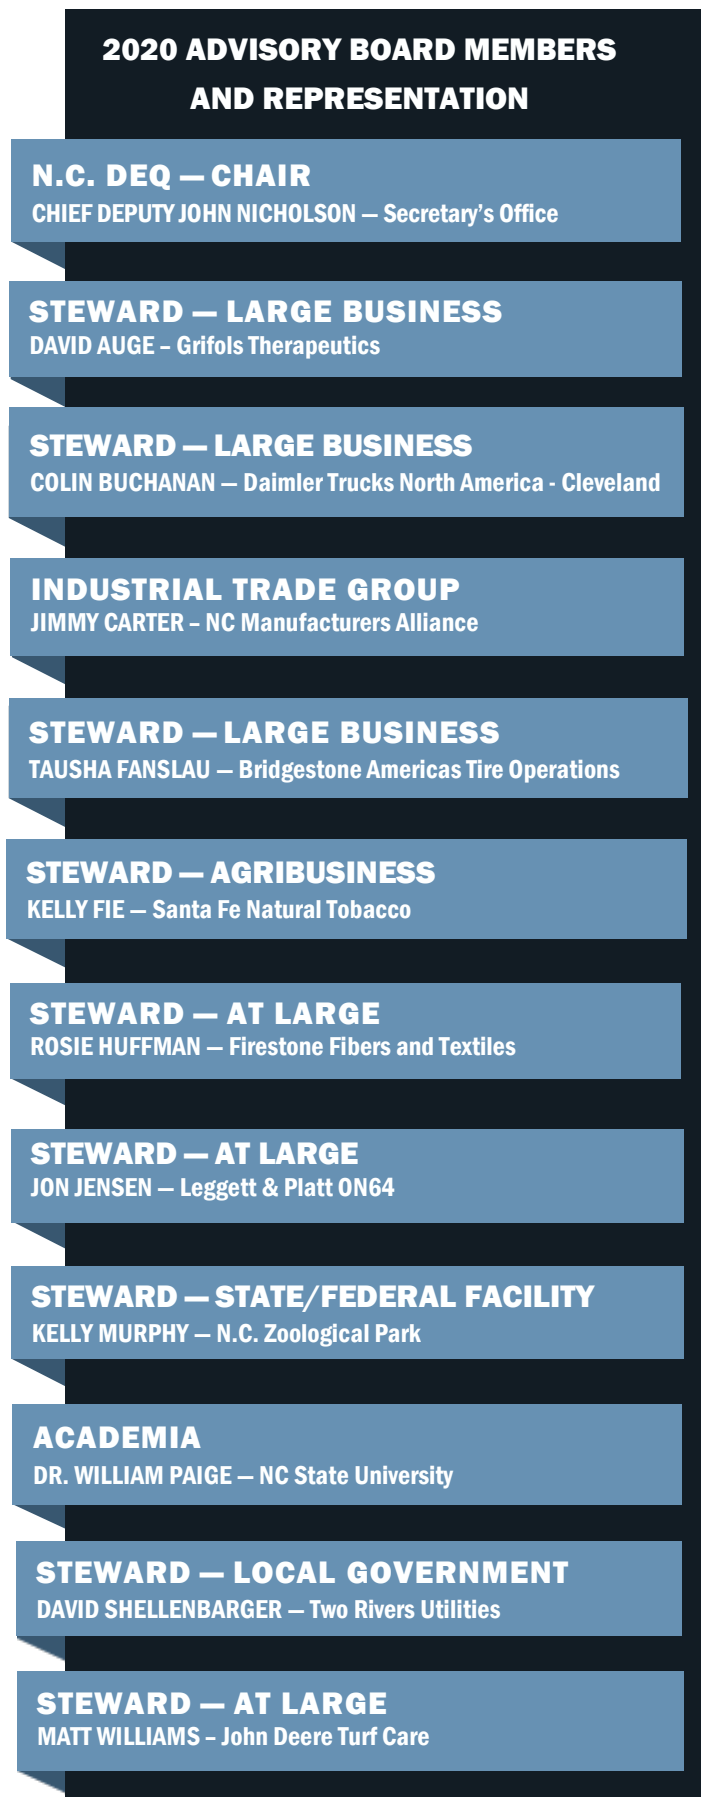 2020 ADVISORY BOARD MEMBERS
AND REPRESENTATION
N.C. DEQ — CHAIR
CHIEF DEPUTY JOHN NICHOLSON — Secretary’s Office
STEWARD — LARGE BUSINESS
DAVID AUGE – Grifols Therapeutics
STEWARD — LARGE BUSINESS
COLIN BUCHANAN — Daimler Trucks North America - Cleveland
INDUSTRIAL TRADE GROUP
JIMMY CARTER – NC Manufacturers Alliance
STEWARD — LARGE BUSINESS
TAUSHA FANSLAU — Bridgestone Americas Tire Operations
STEWARD — AGRIBUSINESS
KELLY FIE — Santa Fe Natural Tobacco
STEWARD — AT LARGE
ROSIE HUFFMAN — Firestone Fibers and Textiles
STEWARD — AT LARGE
JON JENSEN — Leggett & Platt ON64
STEWARD — STATE/FEDERAL FACILITY
KELLY MURPHY — N.C. Zoological Park
ACADEMIA
DR. WILLIAM PAIGE — NC State University
STEWARD — LOCAL GOVERNMENT
DAVID SHELLENBARGER — Two Rivers Utilities
STEWARD — AT LARGE
MATT WILLIAMS – John Deere Turf Care